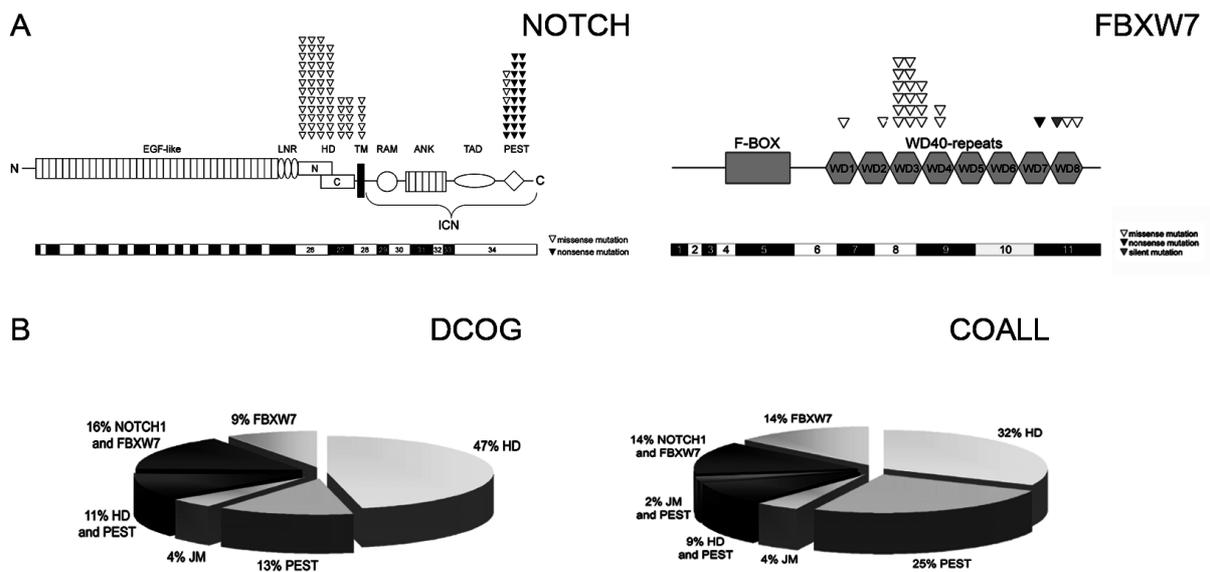 A NOTCH FBXW7
EGF-like LNR HD TM RAM ANK TAD PEST
N N C C
ICN
26 27 28 29 30 31 32 33 34
missense mutation
nonsense mutation
F-BOX WD40-repeats
WD1 WD2 WD3 WD4 WD5 WD6 WD7 WD8
1 2 3 4 5 6 7 8 9 10 11
missense mutation
nonsense mutation
silent mutation
B DCOG COALL
16% NOTCH1
and FBXW7
9% FBXW7
47% HD
11% HD
and PEST
4% JM
13% PEST
14% FBXW7
14% NOTCH1
and FBXW7
32% HD
2% JM
and PEST
9% HD
and PEST
4% JM
25% PEST